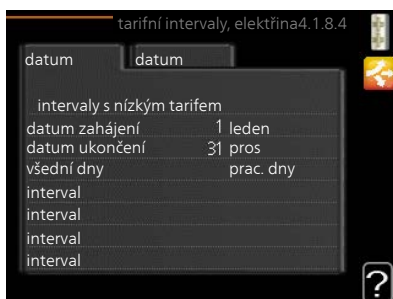 tarifní intervaly, elektřina4.1.8.4
datum datum
intervaly s nízkým tarifem
datum zahájení 1 leden
datum ukončení 31 pros
všední dny prac. dny
interval
interval
interval
interval
?